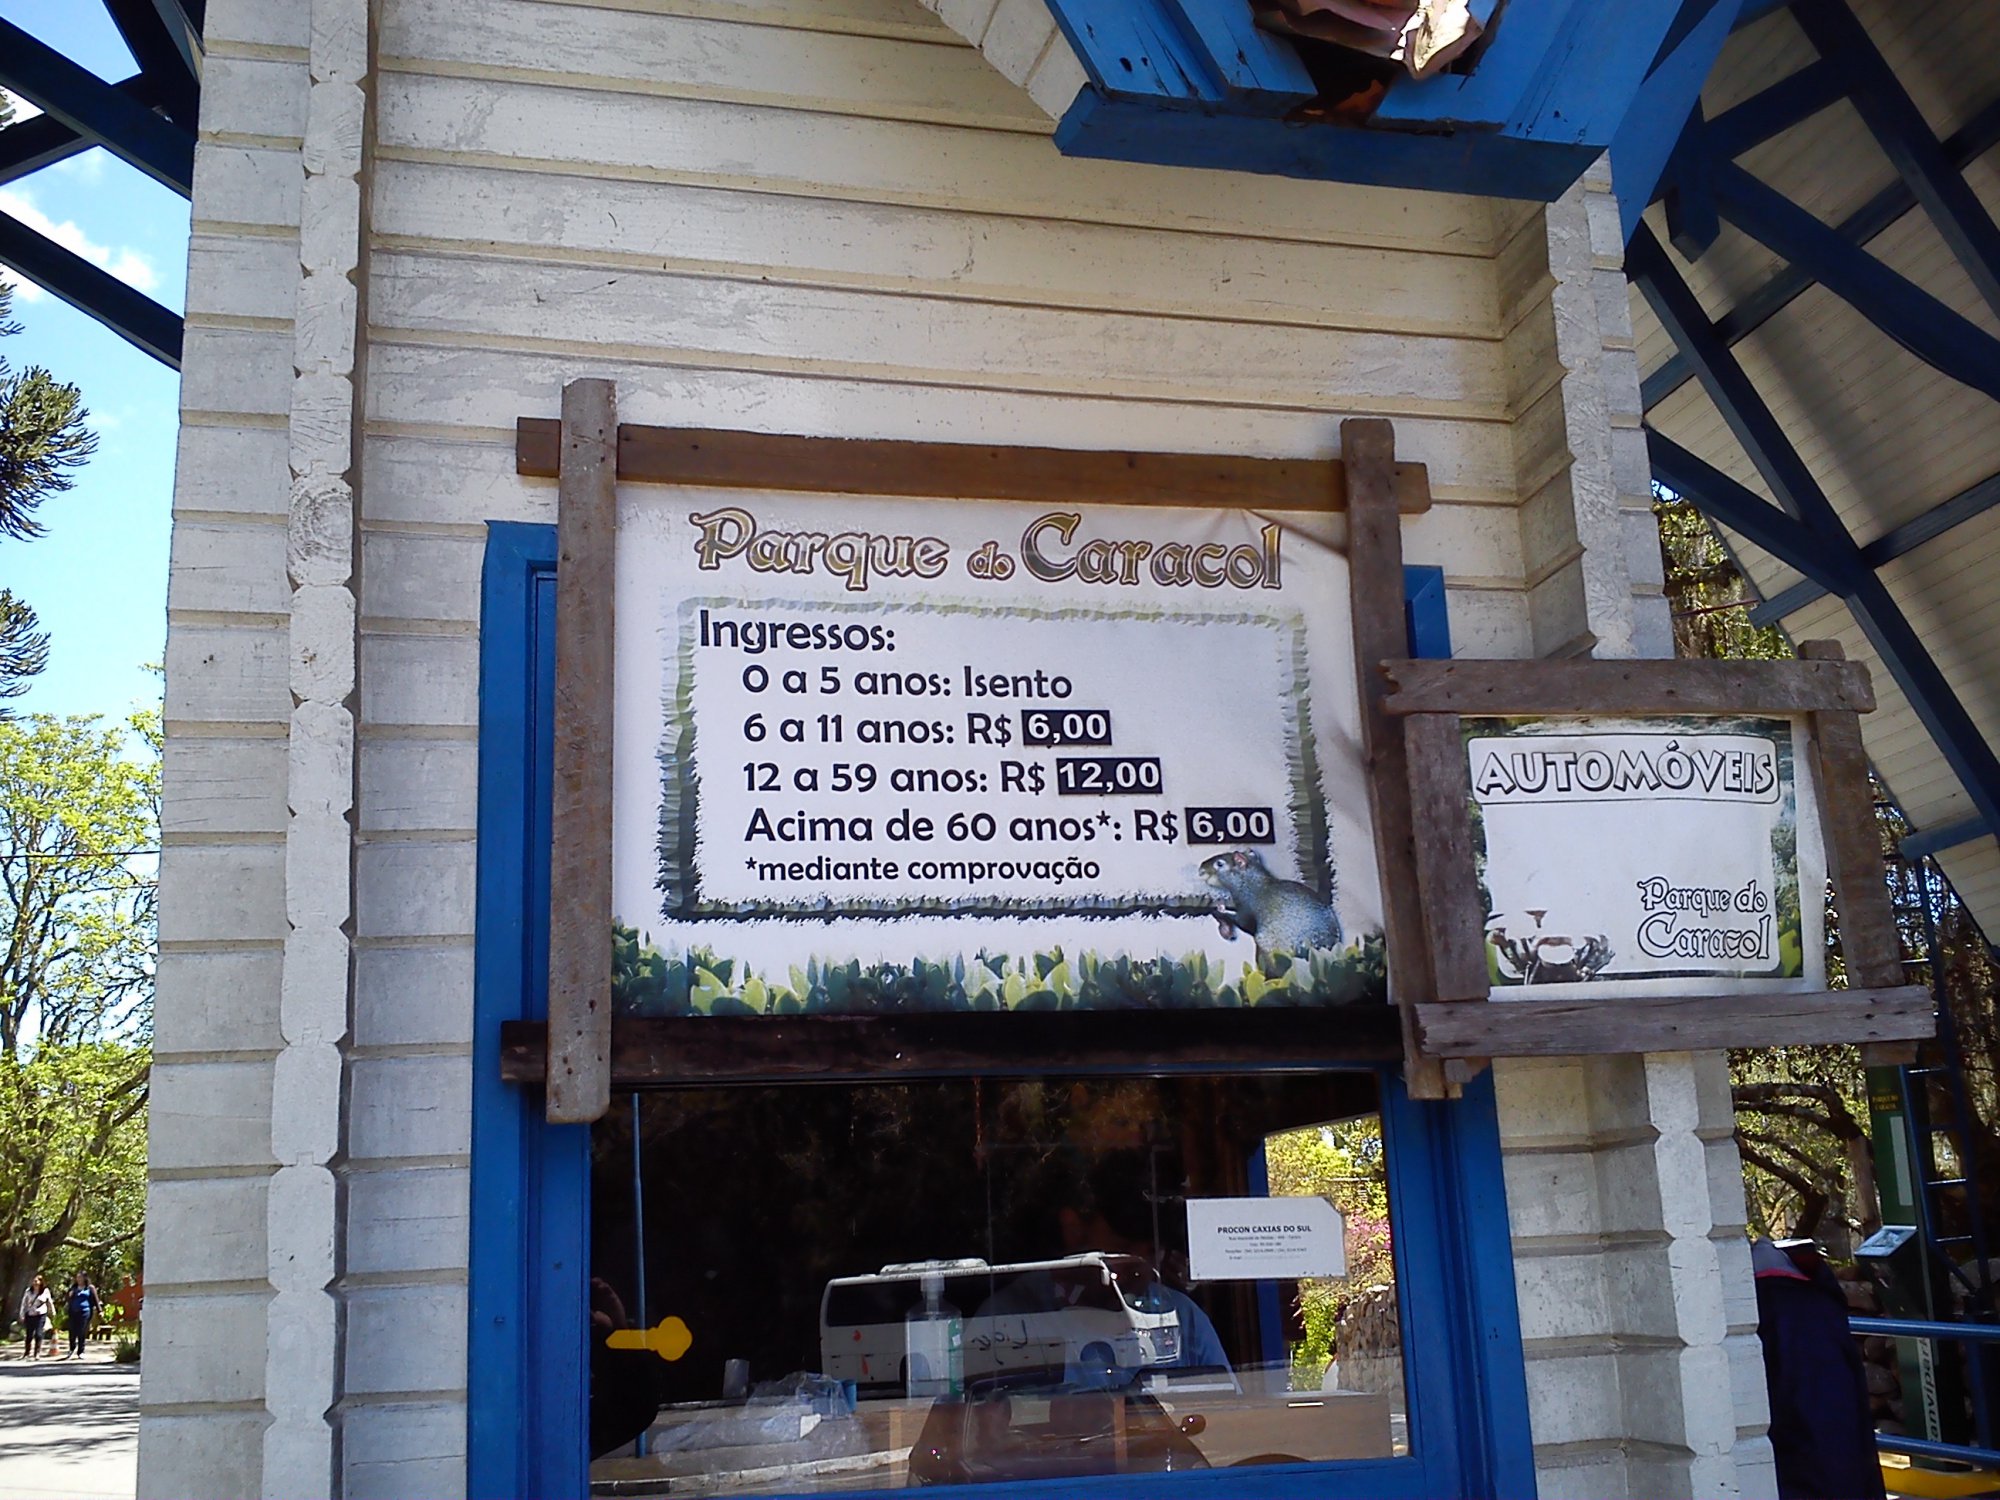 Parque do Caracol
Ingressos:
0 a 5 anos: Isento
6 a 11 anos: R$ 6,00
12 a 59 anos: R$ 12,00
Acima de 60 anos*: R$ 6,00
*mediante comprovação
AUTOMÓVEIS
Parque do
Caracol
PROCON CAXIAS DO SUL